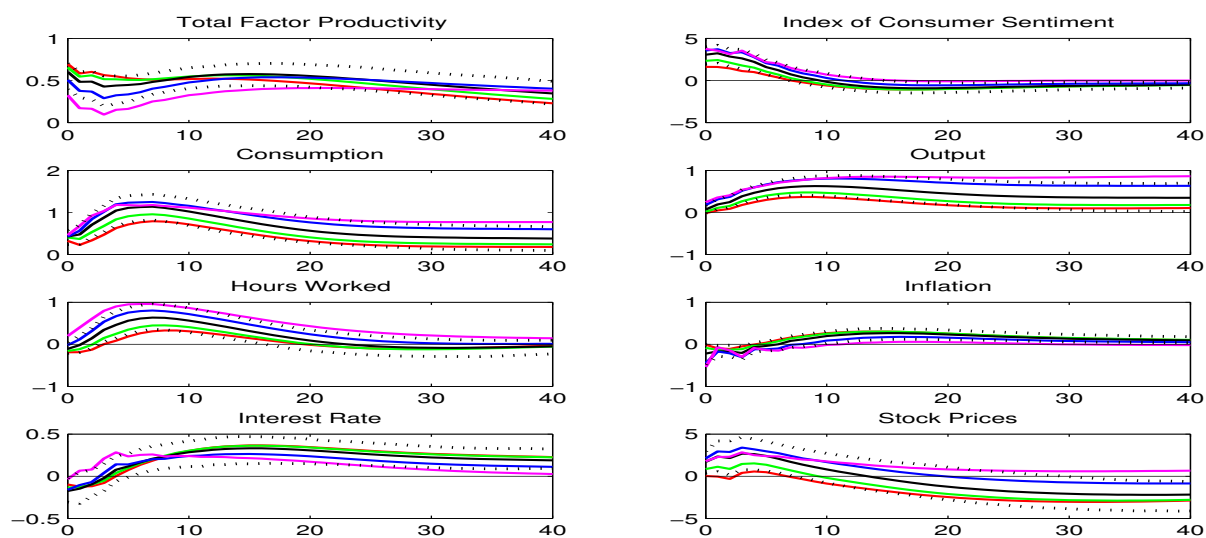 Total Factor Productivity
1
0.5
0
0 10 20 30 40
Index of Consumer Sentiment
5
0
−5
0 10 20 30 40
Consumption
2
1
0
0 10 20 30 40
Output
1
0
−1
0 10 20 30 40
Hours Worked
1
0
−1
0 10 20 30 40
Inflation
1
0
−1
0 10 20 30 40
Interest Rate
0.5
0
−0.5
0 10 20 30 40
Stock Prices
5
0
−5
0 10 20 30 40